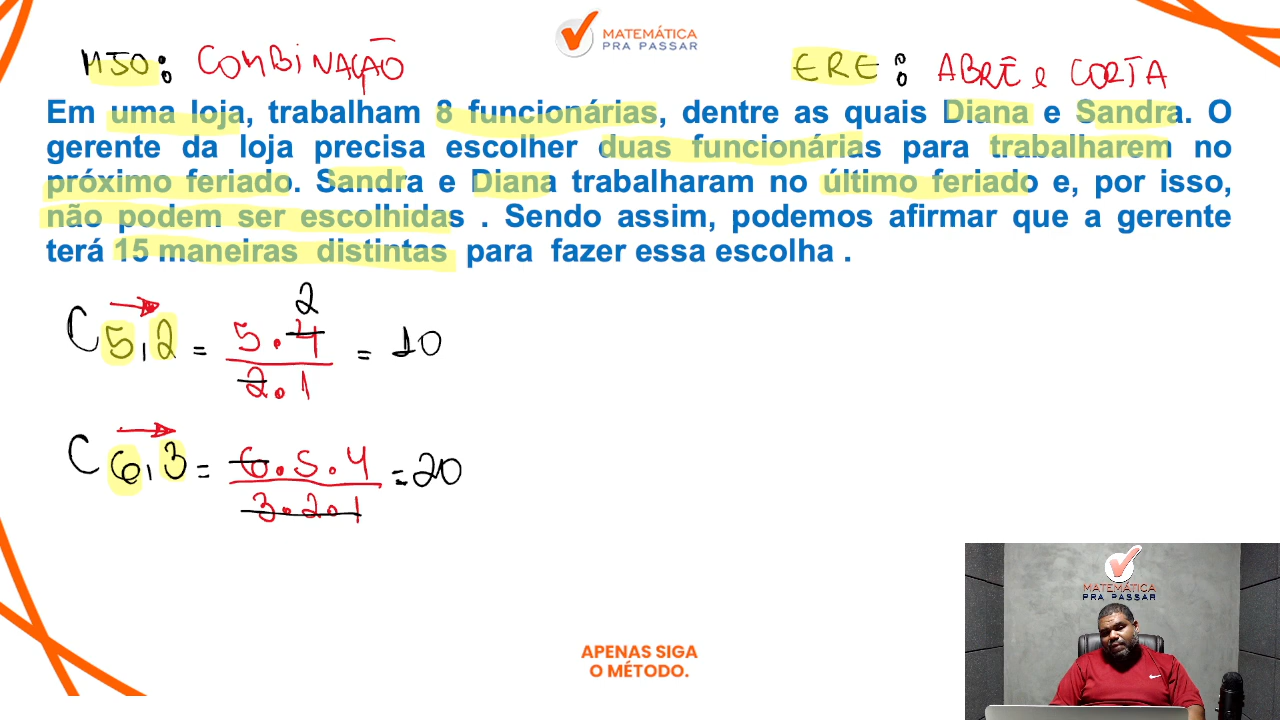 MATEMÁTICA
PRA PASSAR
MJO: COMBINAÇÃO
ERE: ABRE e CORTA
Em uma loja, trabalham 8 funcionárias, dentre as quais Diana e Sandra. O
gerente da loja precisa escolher duas funcionárias para trabalharem no
próximo feriado. Sandra e Diana trabalharam no último feriado e, por isso,
não podem ser escolhidas . Sendo assim, podemos afirmar que a gerente
terá 15 maneiras distintas para fazer essa escolha .
2
C 5,2 = 5.4 / 2.1 = 10
C 6,3 = 6.5.4 / 3.2.1 = 20
MATEMÁTICA
PRA PASSAR
APENAS SIGA
O MÉTODO.